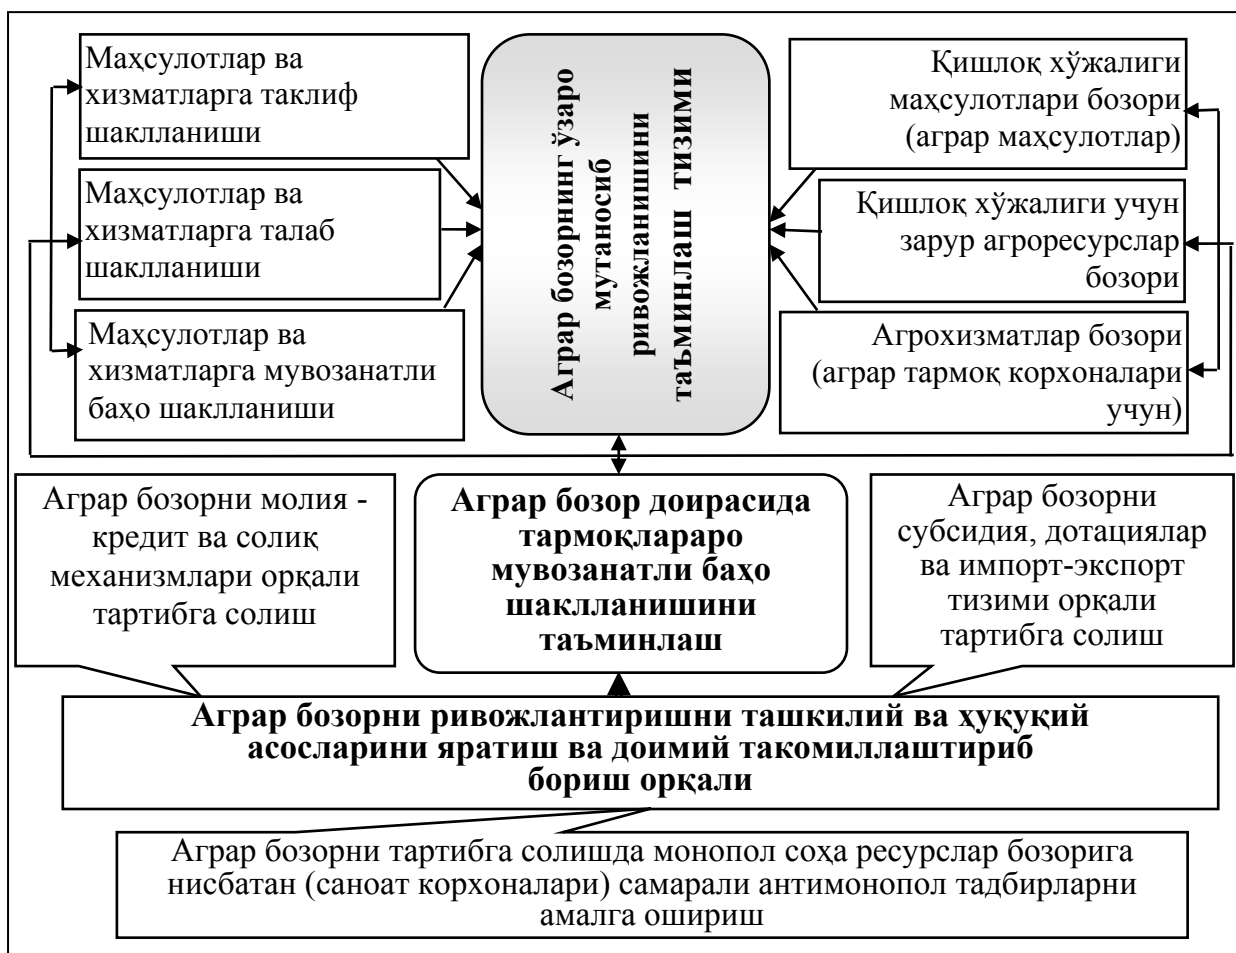 Маҳсулотлар ва
хизматларга таклиф
шаклланиши
Маҳсулотлар ва
хизматларга талаб
шаклланиши
Маҳсулотлар ва
хизматларга мувозанатли
баҳо шаклланиши
Аграр бозорнинг ўзаро
мутаносиб
ривожланишини
таъминлаш тизими
Қишлоқ хўжалиги
маҳсулотлари бозори
(аграр маҳсулотлар)
Қишлоқ хўжалиги учун
зарур агроресурслар
бозори
Агрохизматлар бозори
(аграр тармоқ корхоналари
учун)
Аграр бозорни молия -
кредит ва солиқ
механизмлари орқали
тартибга солиш
Аграр бозор доирасида
тармоқлараро
мувозанатли баҳо
шаклланишини
таъминлаш
Аграр бозорни
субсидия, дотациялар
ва импорт-экспорт
тизими орқали
тартибга солиш
Аграр бозорни ривожлантиришни ташкилий ва ҳуқуқий
асосларини яратиш ва доимий такомиллаштириб
бориш орқали
Аграр бозорни тартибга солишда монопол соҳа ресурслар бозорига
нисбатан (саноат корхоналари) самарали антимонопол тадбирларни
амалга ошириш